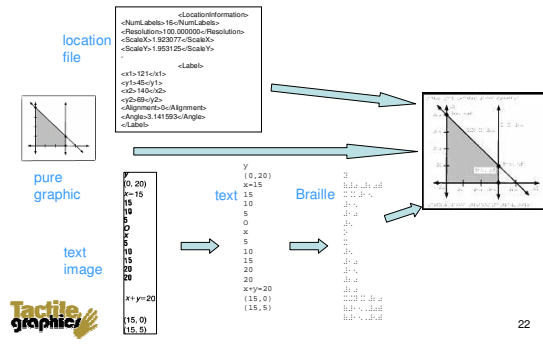 location
file
<LocationInformation>
<NumLabels>16</NumLabels>
<Resolution>100.000000</Resolution>
<ScaleX>1.923077</ScaleX>
<ScaleY>1.953125</ScaleY>
.
<Label>
<x1>121</x1>
<y1>45</y1>
<x2>140</x2>
<y2>69</y2>
<Alignment>0</Alignment>
<Angle>3.141593</Angle>
</Label>
pure
graphic
text
image
y
(0, 20)
x=15
15
10
5
O
x
5
10
15
20
20
x+y=20
(15, 0)
(15, 5)
text
y
(0,20)
x=15
15
10
5
0
x
5
10
15
20
20
x+y=20
(15,0)
(15,5)
Braille
Tactile
graphics
22